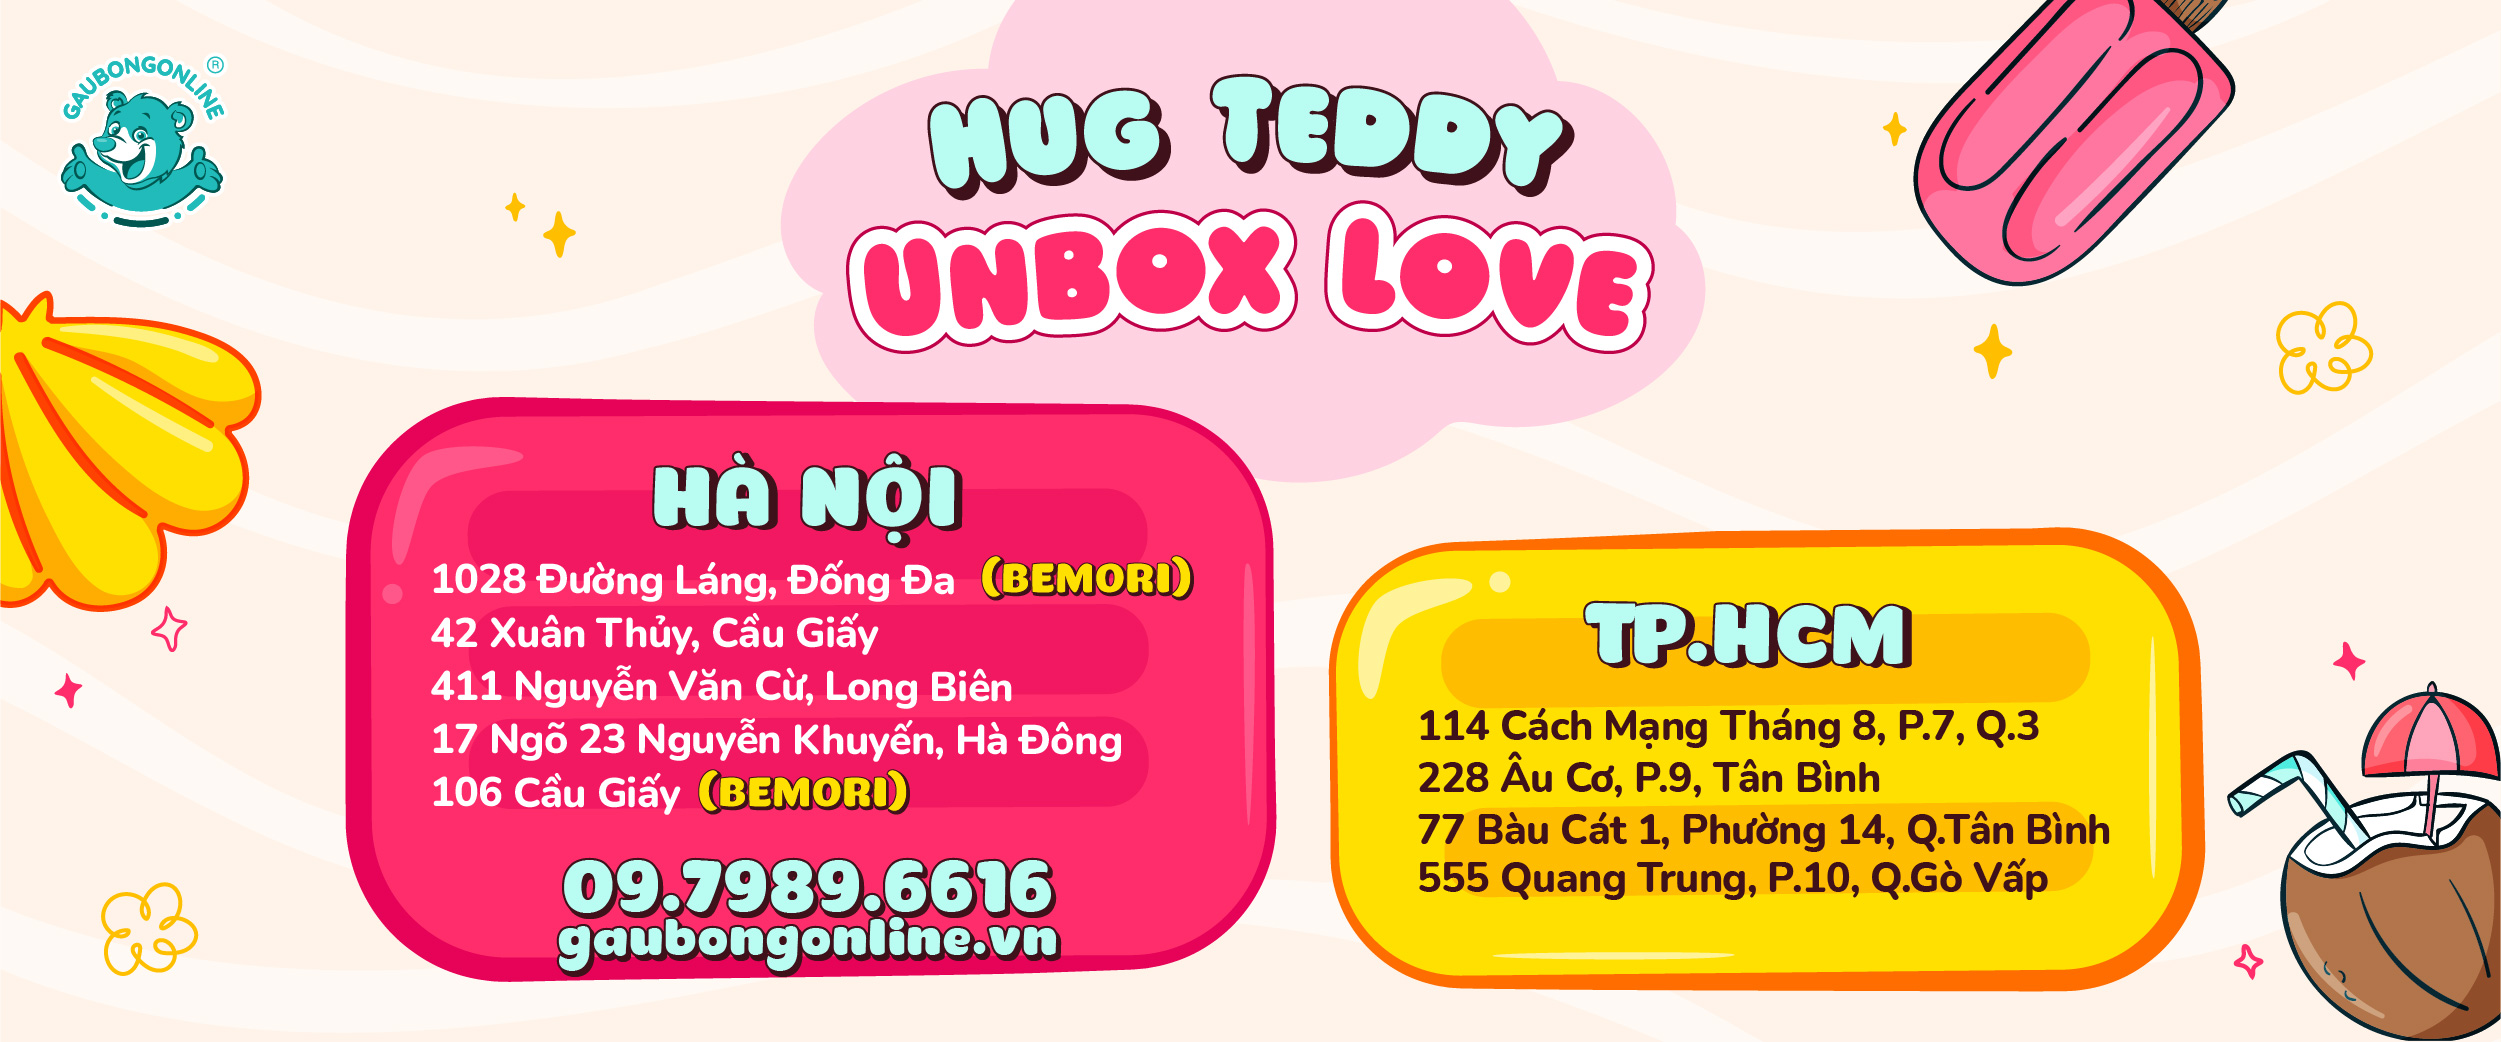 GAUBONGONLINE ®
HUG TEDDY
UNBOX LOVE
HÀ NỘI
1028 Đường Láng, Đống Đa (BEMORI)
42 Xuân Thủy, Cầu Giấy
411 Nguyễn Văn Cừ, Long Biên
17 Ngõ 23 Nguyễn Khuyến, Hà Đông
106 Cầu Giấy (BEMORI)
09.7989.6616
gaubongonline.vn
TP.HCM
114 Cách Mạng Tháng 8, P.7, Q.3
228 Âu Cơ, P.9, Tân Bình
77 Bàu Cát 1, Phường 14, Q.Tân Bình
555 Quang Trung, P.10, Q.Gò Vấp